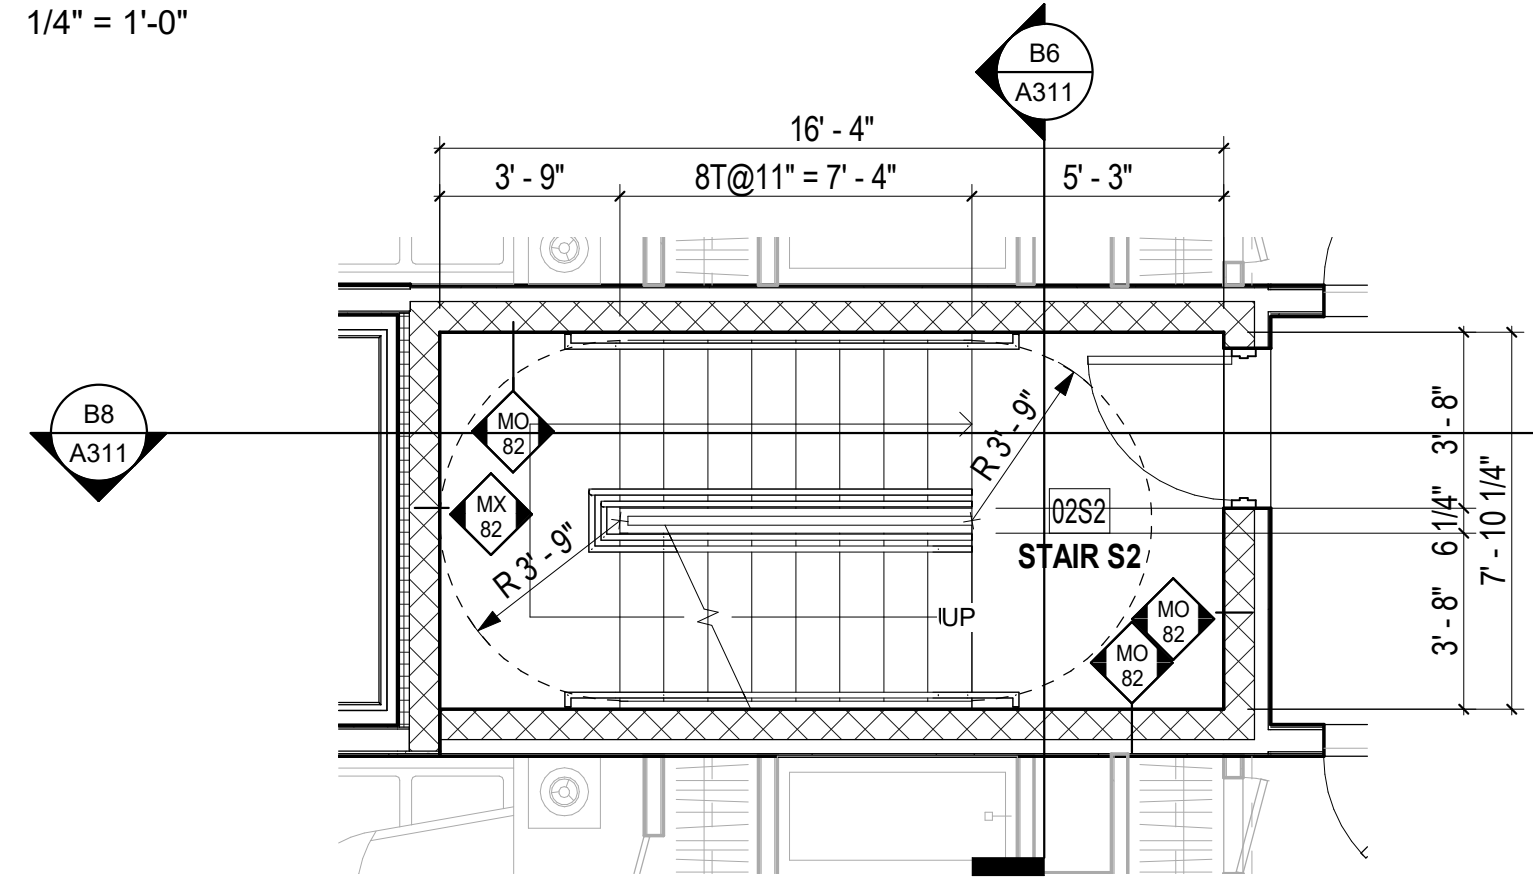 1/4" = 1'-0"
B6
A311
16' - 4"
3' - 9"
8T@11" = 7' - 4"
5' - 3"
B8
A311
MO
82
R 3' - 9"
3' - 8"
MX
82
02S2
6 1/4"
7' - 10 1/4"
R 3' - 9"
STAIR S2
UP
MO
82
3' - 8"
MO
82